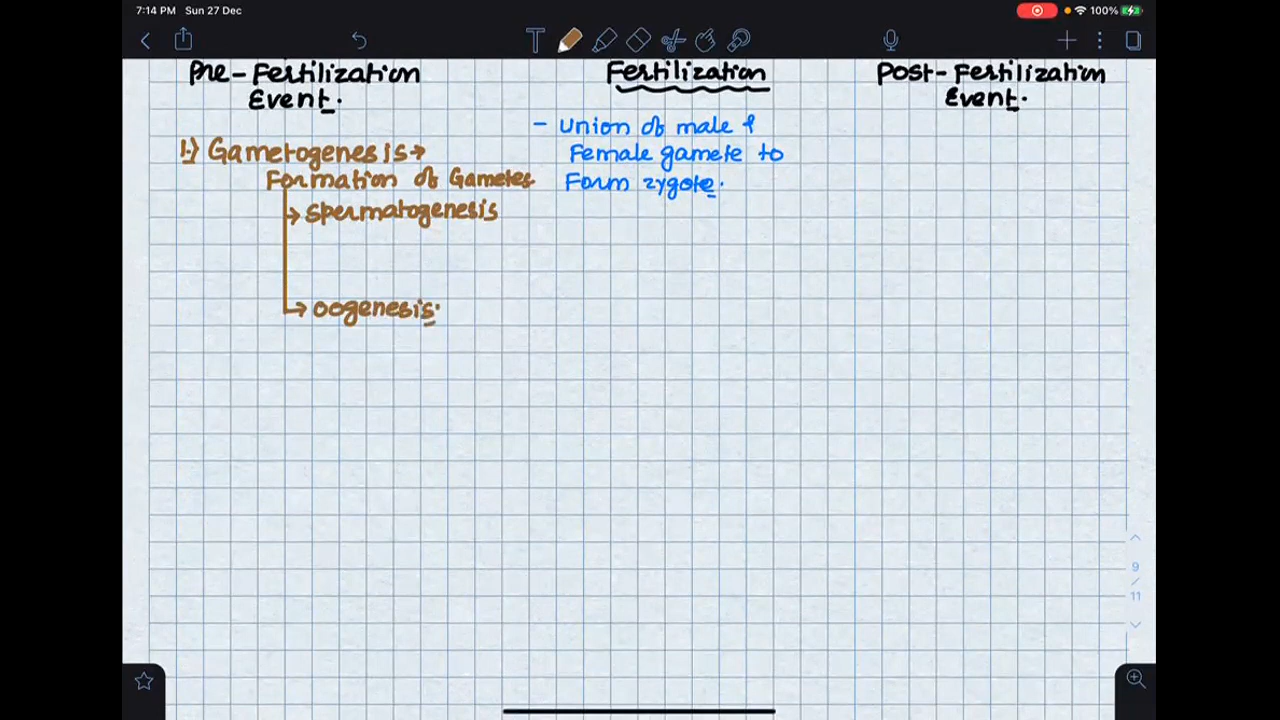 7:14 PM Sun 27 Dec
100%
Pre-Fertilization
Event.
1.) Gametogenesis→
Formation of Gametes
→ Spermatogenesis
→ oogenesis.
Fertilization
- Union of male &
Female gamete to
Form zygote.
Post-Fertilization
Event.
9
/
11